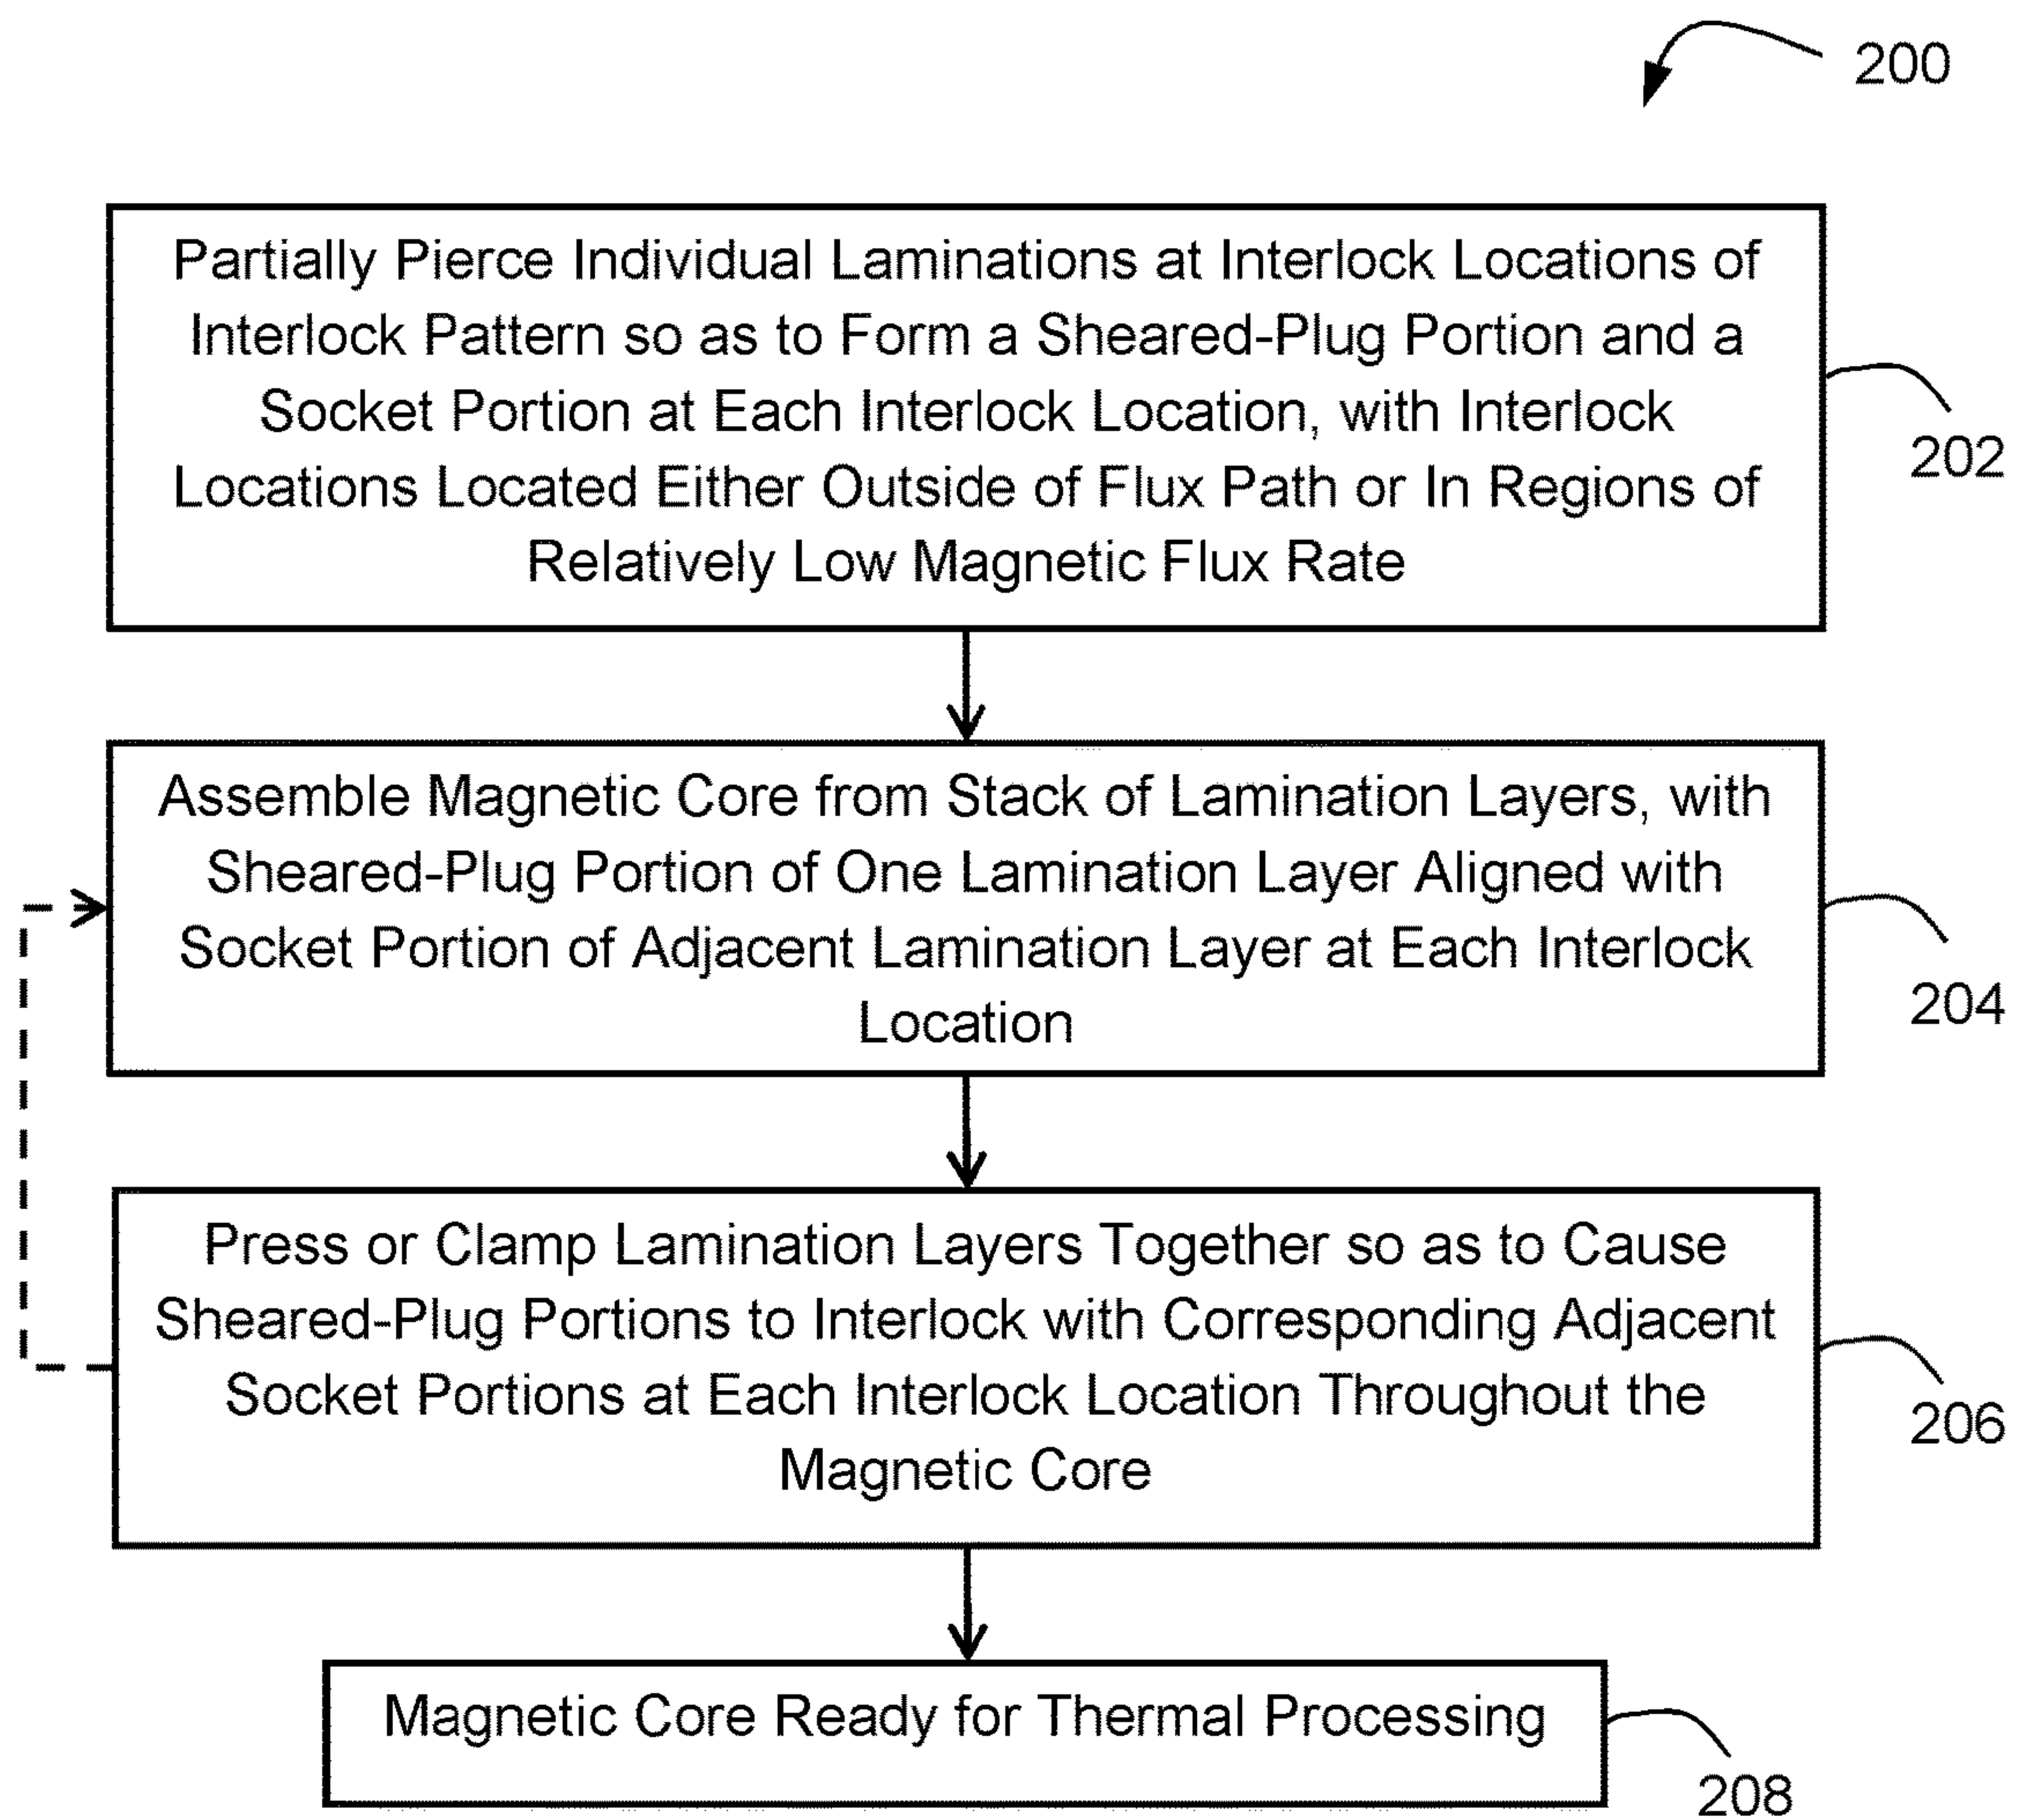 200
Partially Pierce Individual Laminations at Interlock Locations of
Interlock Pattern so as to Form a Sheared-Plug Portion and a
Socket Portion at Each Interlock Location, with Interlock
Locations Located Either Outside of Flux Path or In Regions of
Relatively Low Magnetic Flux Rate
202
Assemble Magnetic Core from Stack of Lamination Layers, with
Sheared-Plug Portion of One Lamination Layer Aligned with
Socket Portion of Adjacent Lamination Layer at Each Interlock
Location
204
Press or Clamp Lamination Layers Together so as to Cause
Sheared-Plug Portions to Interlock with Corresponding Adjacent
Socket Portions at Each Interlock Location Throughout the
Magnetic Core
206
Magnetic Core Ready for Thermal Processing
208